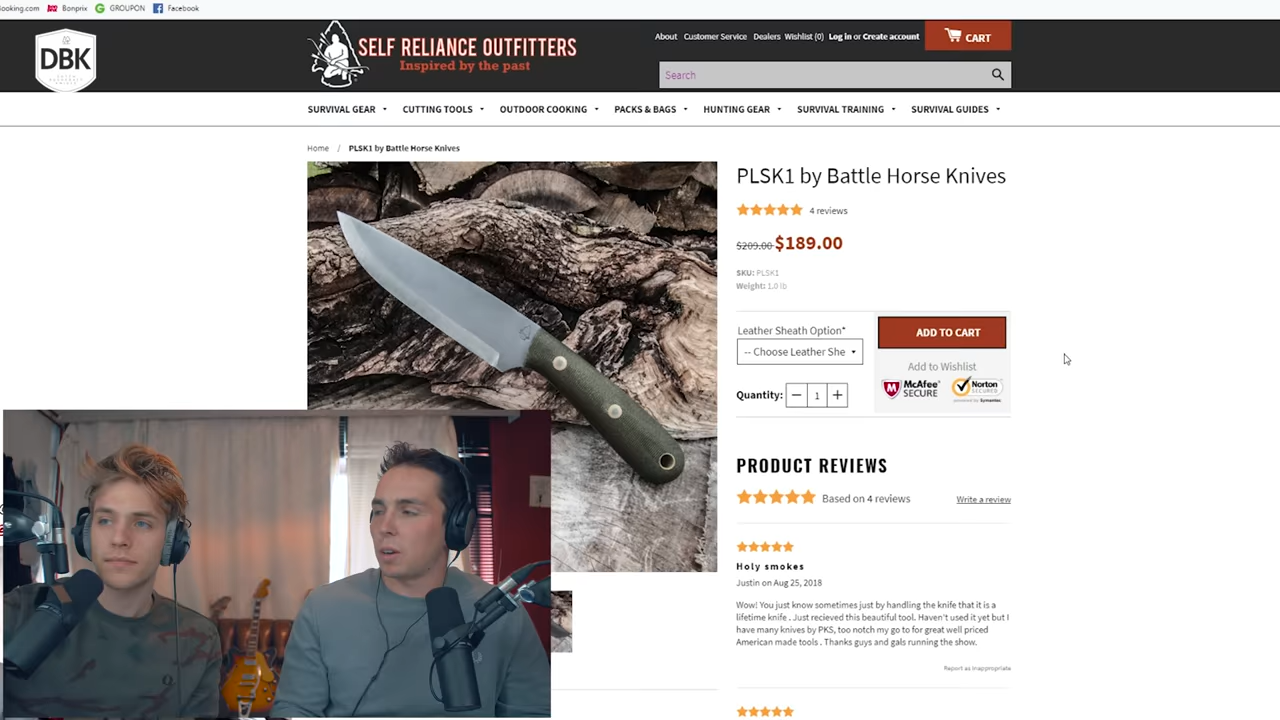 ooking.com Bonprix GROUPON Facebook
DBK
SELF RELIANCE OUTFITTERS
Inspired by the past
About Customer Service Dealers Wishlist (0) Log in or Create account
CART
Search
SURVIVAL GEAR CUTTING TOOLS OUTDOOR COOKING PACKS & BAGS HUNTING GEAR SURVIVAL TRAINING SURVIVAL GUIDES
Home / PLSK1 by Battle Horse Knives
PLSK1 by Battle Horse Knives
4 reviews
$209.00 $189.00
SKU: PLSK1
Weight: 1.0 lb
Leather Sheath Option*
-- Choose Leather She
ADD TO CART
Add to Wishlist
McAfee SECURE
Norton SECURED
powered by Symantec
Quantity: − 1 +
PRODUCT REVIEWS
Based on 4 reviews
Write a review
Holy smokes
Justin on Aug 25, 2018
Wow! You just know sometimes just by handling the knife that it is a
lifetime knife . Just recieved this beautiful tool. Haven't used it yet but I
have many knives by PKS, too notch my go to for great well priced
American made tools . Thanks guys and gals running the show.
Report as Inappropriate